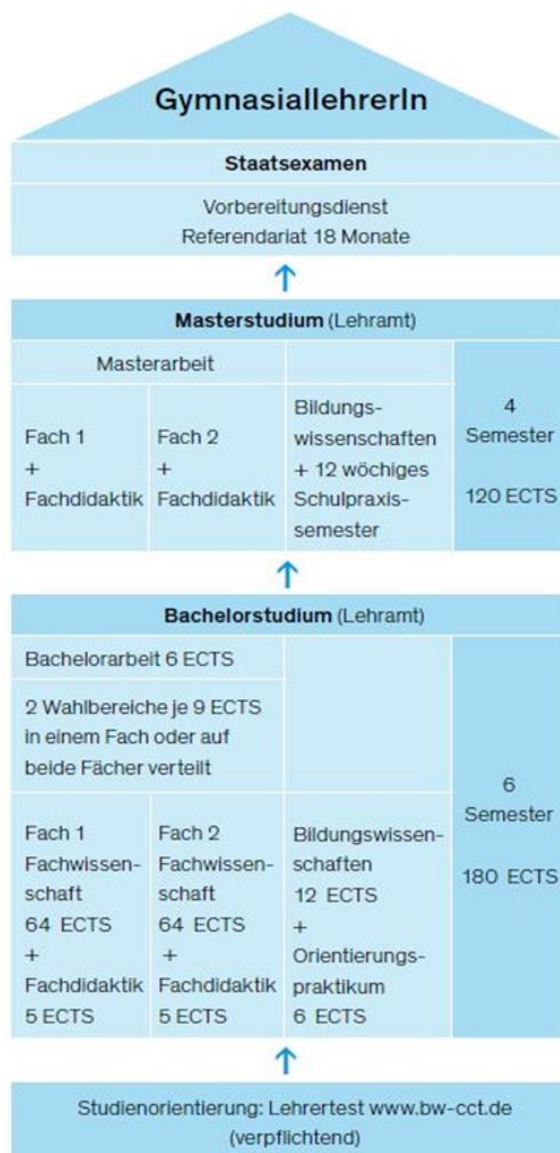 GymnasiallehrerIn
Staatsexamen
Vorbereitungsdienst
Referendariat 18 Monate
Masterstudium (Lehramt)
Masterarbeit
Fach 1
+
Fachdidaktik
Fach 2
+
Fachdidaktik
Bildungs-
wissenschaften
+ 12 wöchiges
Schulpraxis-
semester
4
Semester
120 ECTS
Bachelorstudium (Lehramt)
Bachelorarbeit 6 ECTS
2 Wahlbereiche je 9 ECTS
in einem Fach oder auf
beide Fächer verteilt
Fach 1
Fachwissen-
schaft
64 ECTS
+
Fachdidaktik
5 ECTS
Fach 2
Fachwissen-
schaft
64 ECTS
+
Fachdidaktik
5 ECTS
Bildungswissen-
schaften
12 ECTS
+
Orientierungs-
praktikum
6 ECTS
6
Semester
180 ECTS
Studienorientierung: Lehrertest www.bw-cct.de
(verpflichtend)